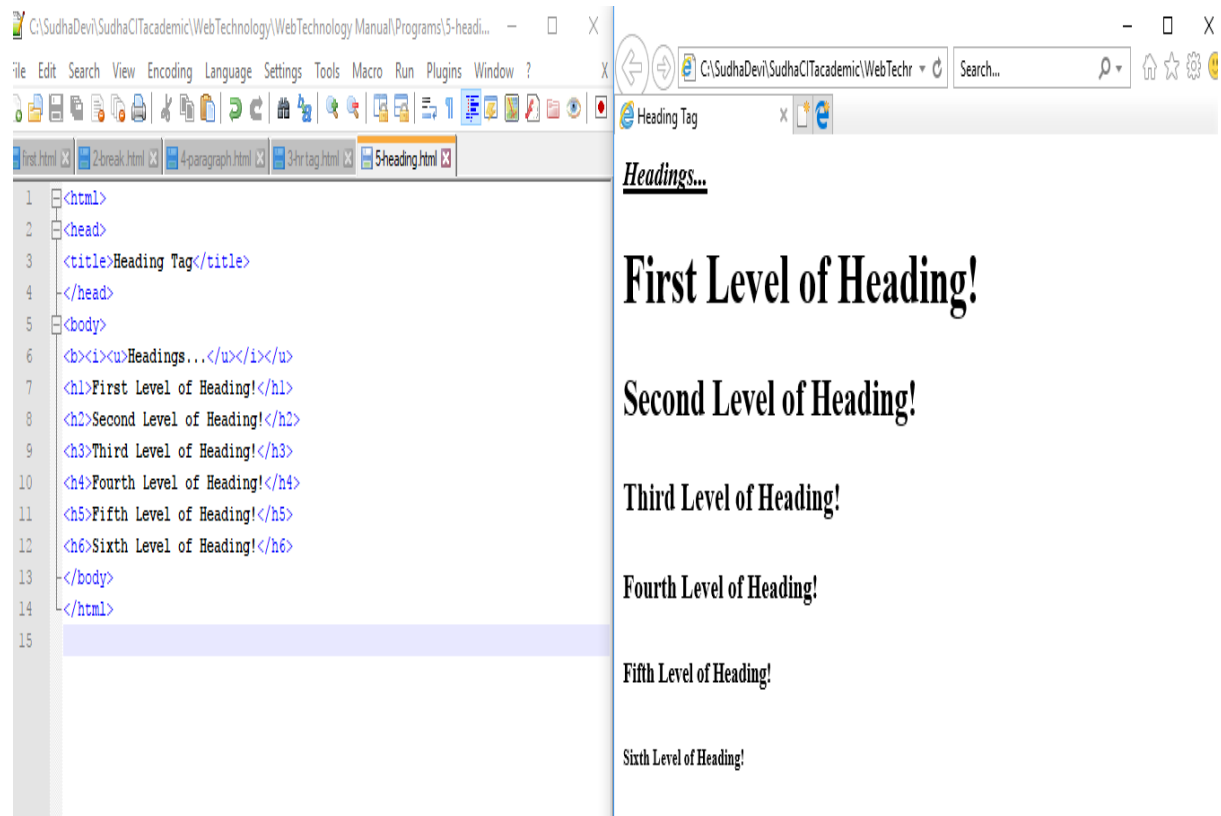 C:\SudhaDevi\SudhaCITacademic\WebTechnology\WebTechnology Manual\Programs\5-headi...
File Edit Search View Encoding Language Settings Tools Macro Run Plugins Window ? X
first.html 2-break.html 4-paragraph.html 3-hr tag.html 5-heading.html
1 <html>
2 <head>
3 <title>Heading Tag</title>
4 </head>
5 <body>
6 <b><i><u>Headings...</u></i></u>
7 <h1>First Level of Heading!</h1>
8 <h2>Second Level of Heading!</h2>
9 <h3>Third Level of Heading!</h3>
10 <h4>Fourth Level of Heading!</h4>
11 <h5>Fifth Level of Heading!</h5>
12 <h6>Sixth Level of Heading!</h6>
13 </body>
14 </html>
15
C:\SudhaDevi\SudhaCITacademic\WebTechr Search...
Heading Tag
Headings...
First Level of Heading!
Second Level of Heading!
Third Level of Heading!
Fourth Level of Heading!
Fifth Level of Heading!
Sixth Level of Heading!